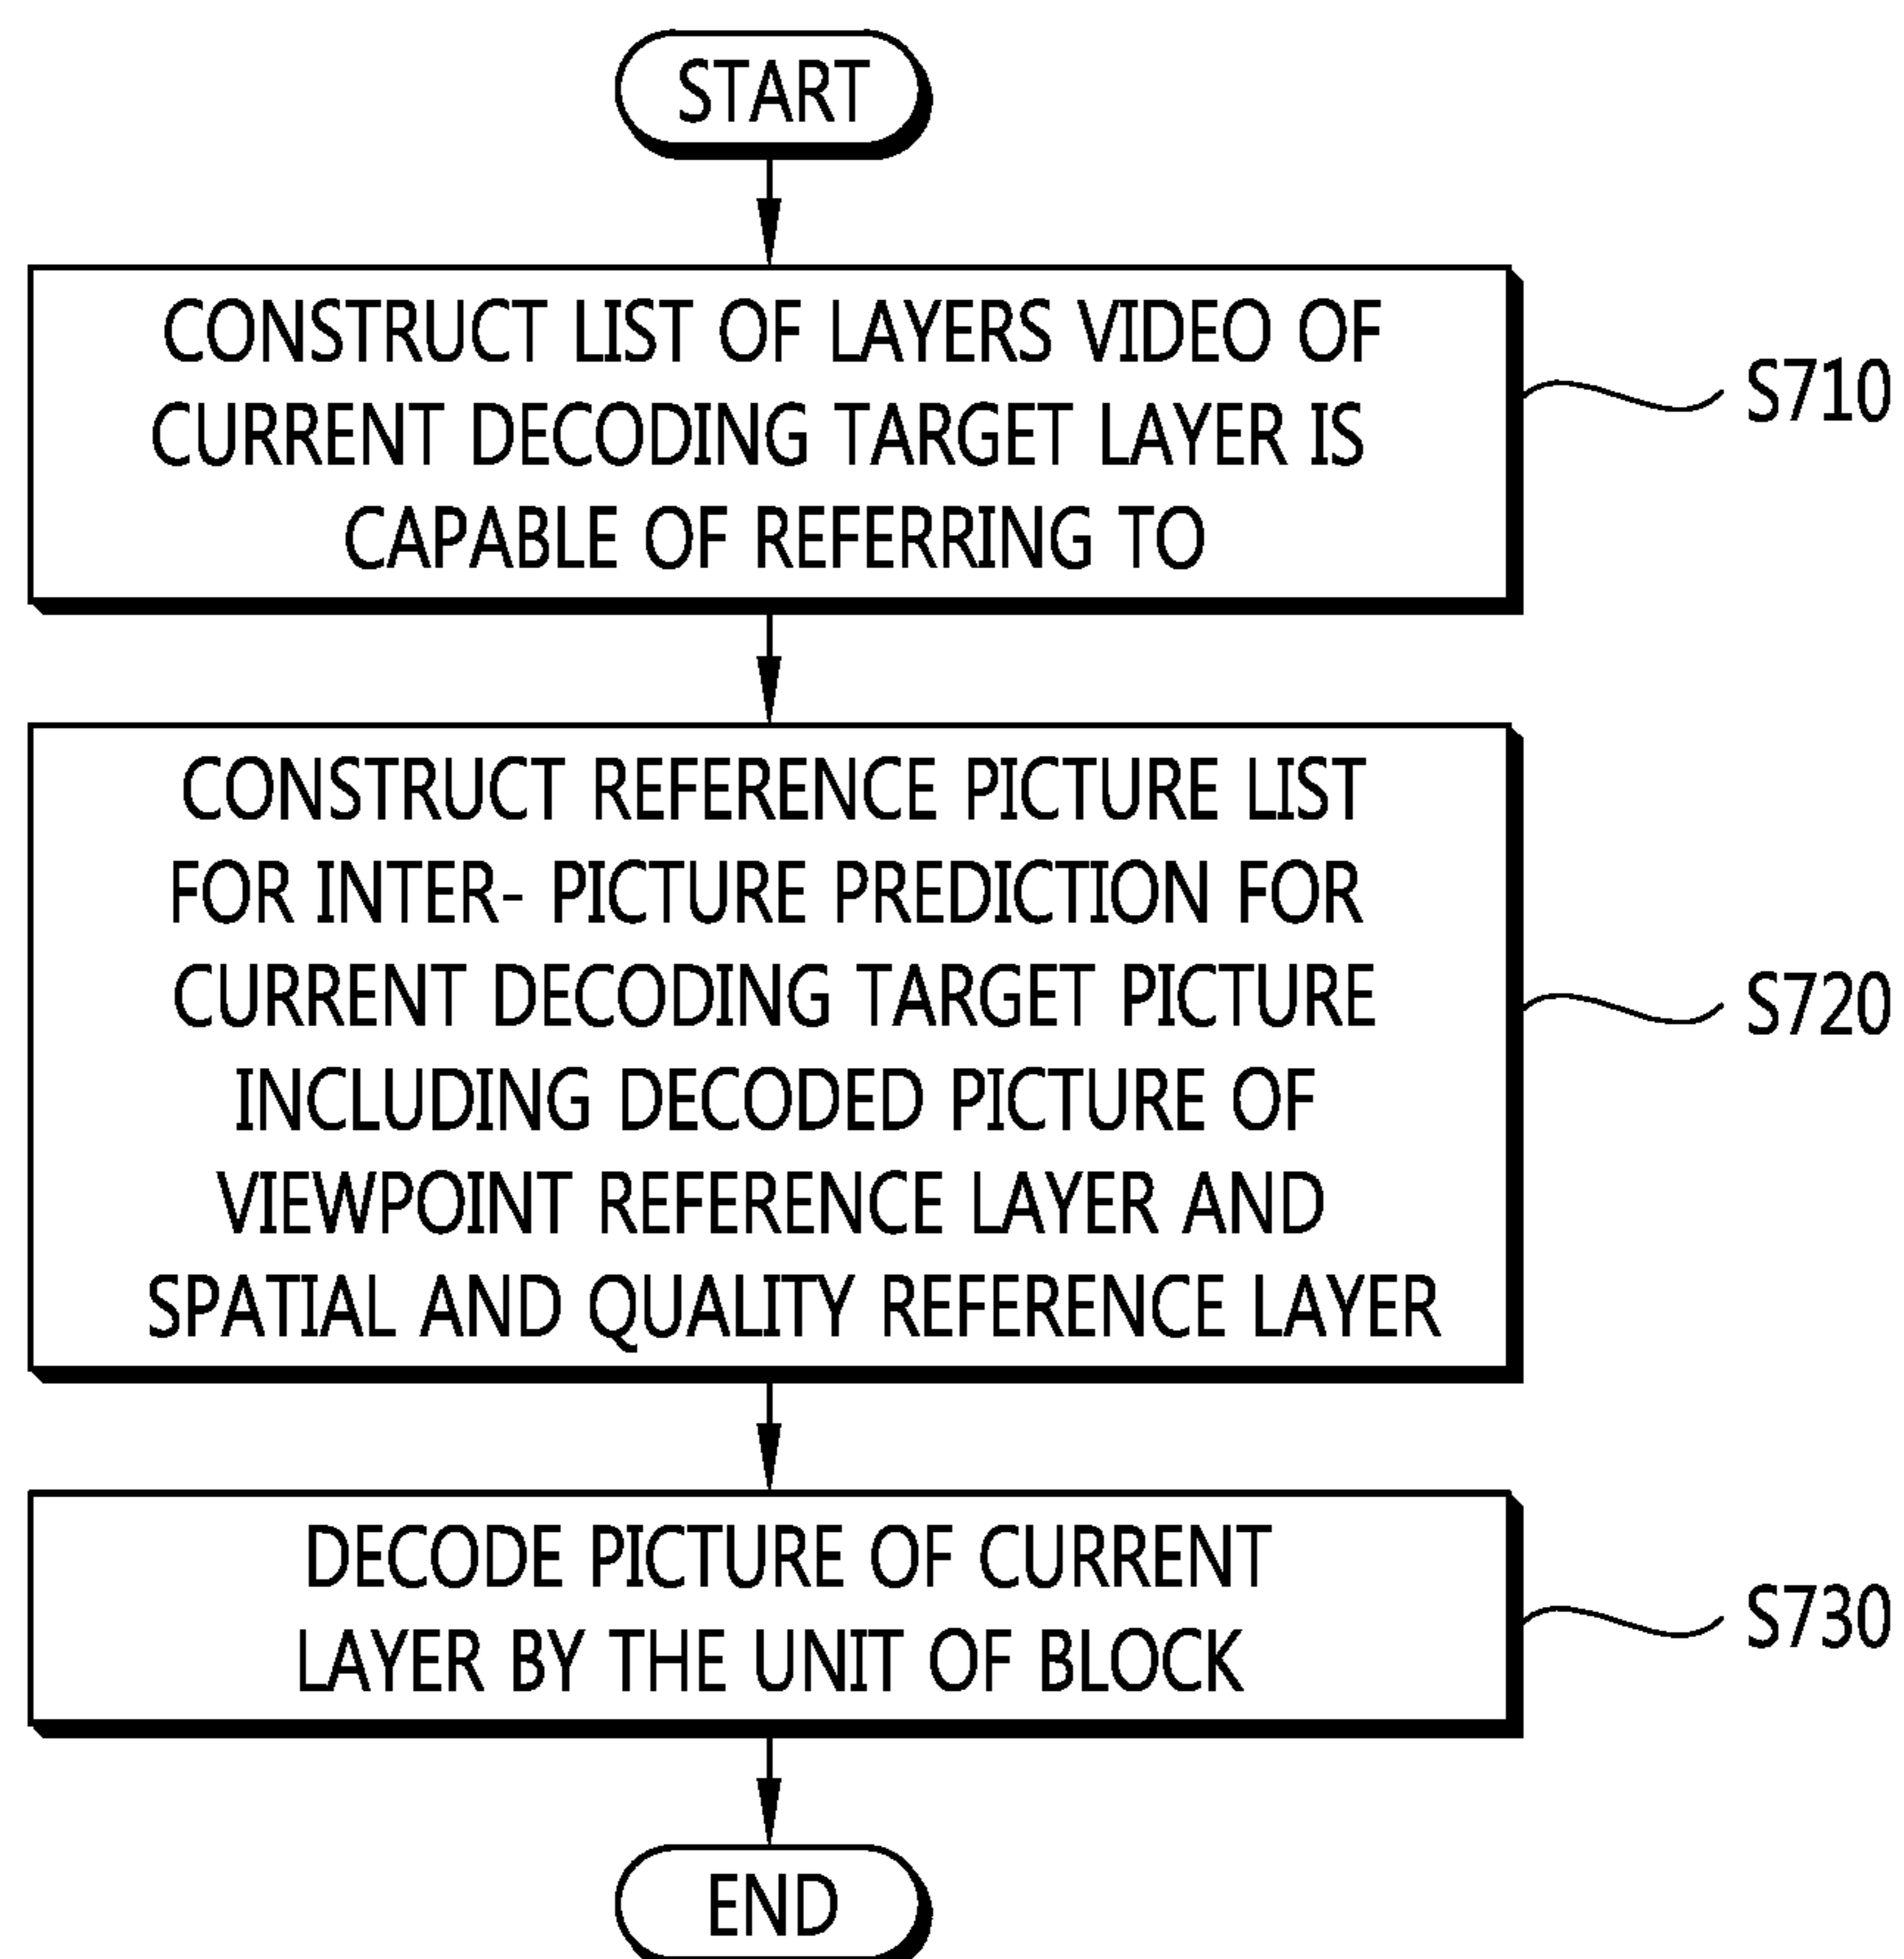 START
CONSTRUCT LIST OF LAYERS VIDEO OF
CURRENT DECODING TARGET LAYER IS
CAPABLE OF REFERRING TO
S710
CONSTRUCT REFERENCE PICTURE LIST
FOR INTER- PICTURE PREDICTION FOR
CURRENT DECODING TARGET PICTURE
INCLUDING DECODED PICTURE OF
VIEWPOINT REFERENCE LAYER AND
SPATIAL AND QUALITY REFERENCE LAYER
S720
DECODE PICTURE OF CURRENT
LAYER BY THE UNIT OF BLOCK
S730
END